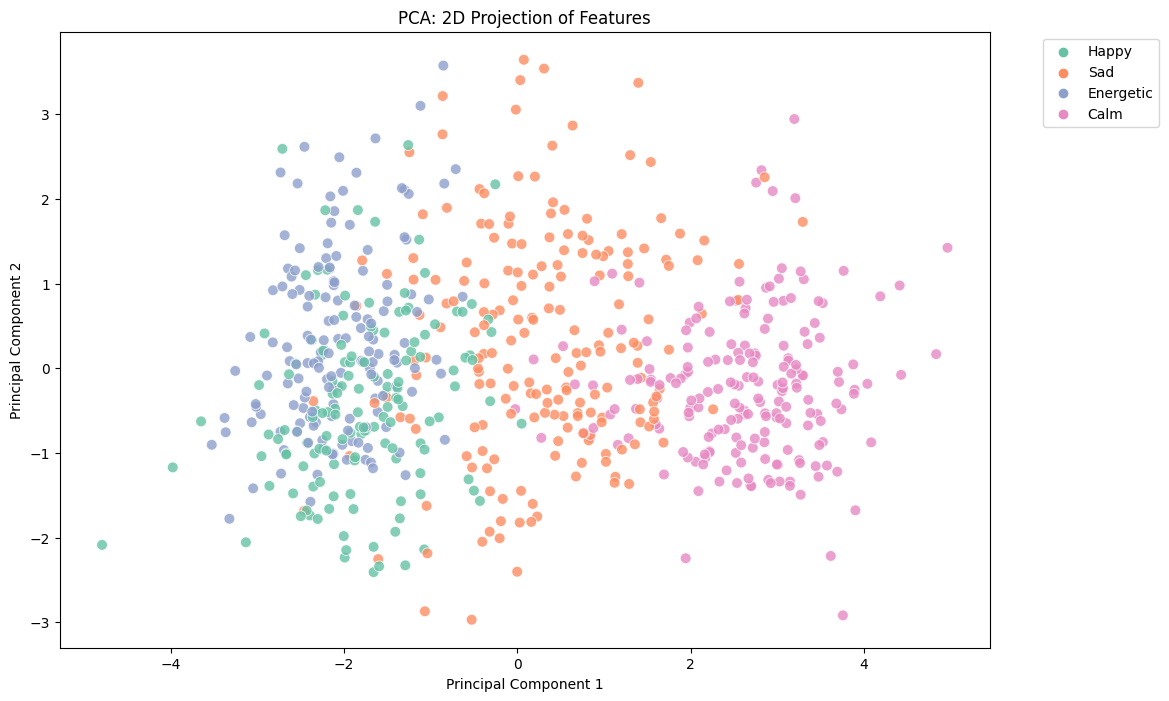 PCA: 2D Projection of Features
Happy
Sad
Energetic
Calm
Principal Component 2
3
2
1
0
−1
−2
−3
−4
−2
0
2
4
Principal Component 1